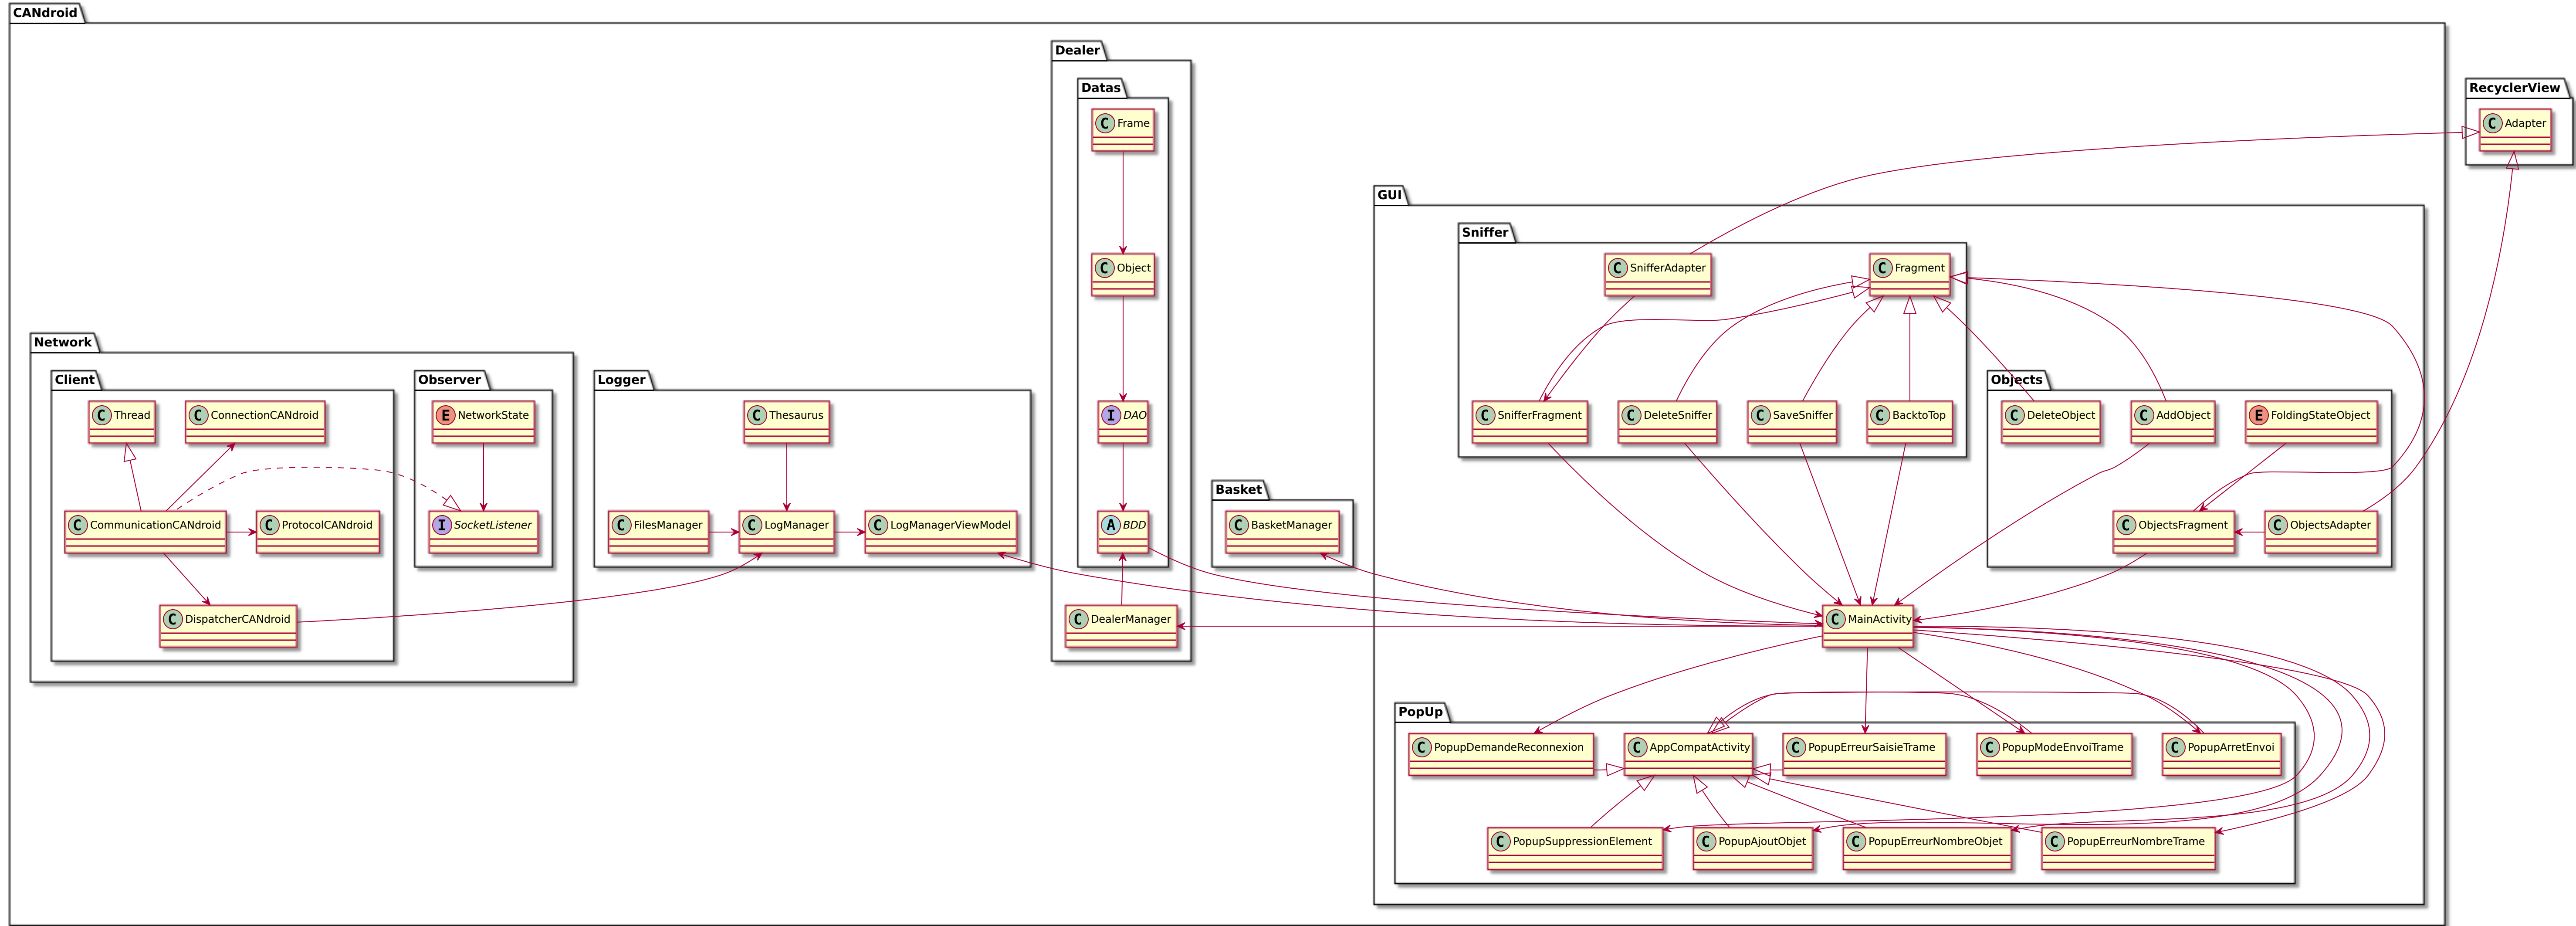 CANdroid
Dealer
Datas
RecyclerView
C Adapter
C Frame
GUI
Sniffer
C Object
C SnifferAdapter
C Fragment
Network
Client
Observer
Logger
Objects
C Thread
C ConnectionCANdroid
E NetworkState
C Thesaurus
I DAO
C SnifferFragment
C DeleteSniffer
C SaveSniffer
C BacktoTop
C DeleteObject
C AddObject
E FoldingStateObject
Basket
C CommunicationCANdroid
C ProtocolCANdroid
I SocketListener
C FilesManager
C LogManager
C LogManagerViewModel
A BDD
C BasketManager
C ObjectsFragment
C ObjectsAdapter
C DispatcherCANdroid
C DealerManager
C MainActivity
PopUp
C PopupDemandeReconnexion
C AppCompatActivity
C PopupErreurSaisieTrame
C PopupModeEnvoiTrame
C PopupArretEnvoi
C PopupSuppressionElement
C PopupAjoutObjet
C PopupErreurNombreObjet
C PopupErreurNombreTrame